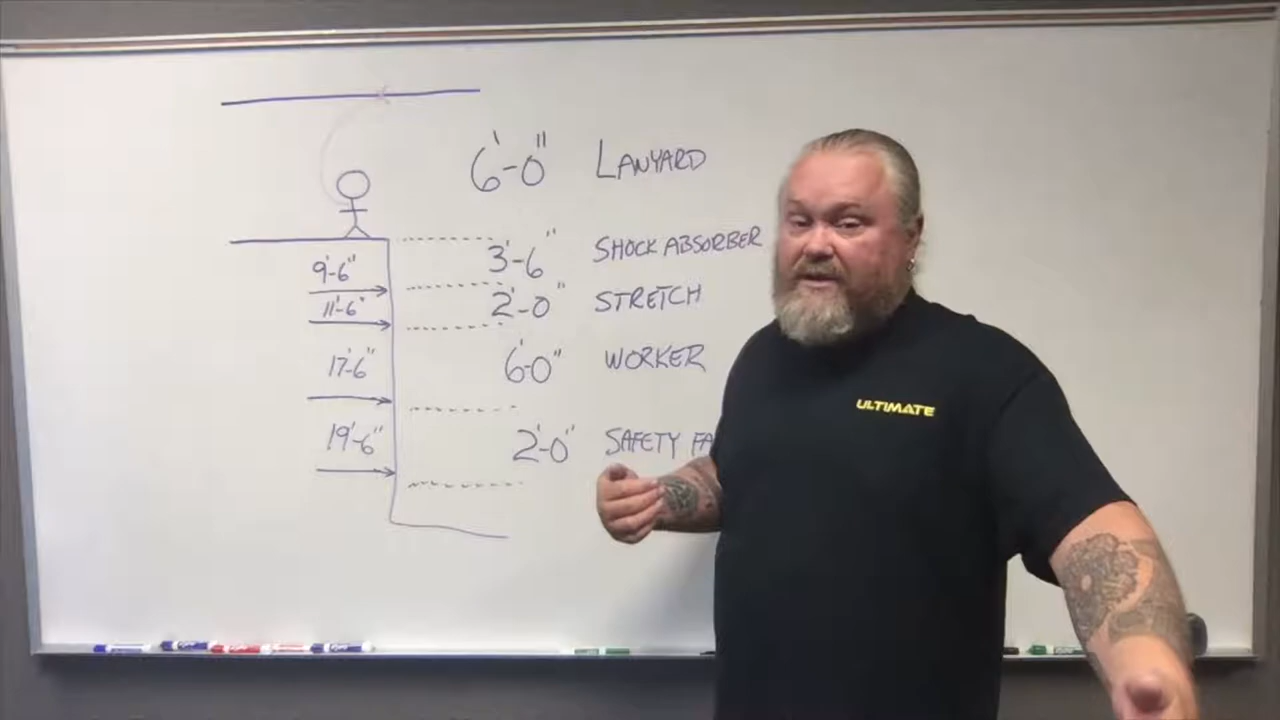 6'-0" LANYARD
3'-6" SHOCK ABSORBER
9'-6"
2'-0" STRETCH
11'-6"
6'-0" WORKER
17'-6"
2'-0" SAFETY FA
19'-6"
ULTIMATE